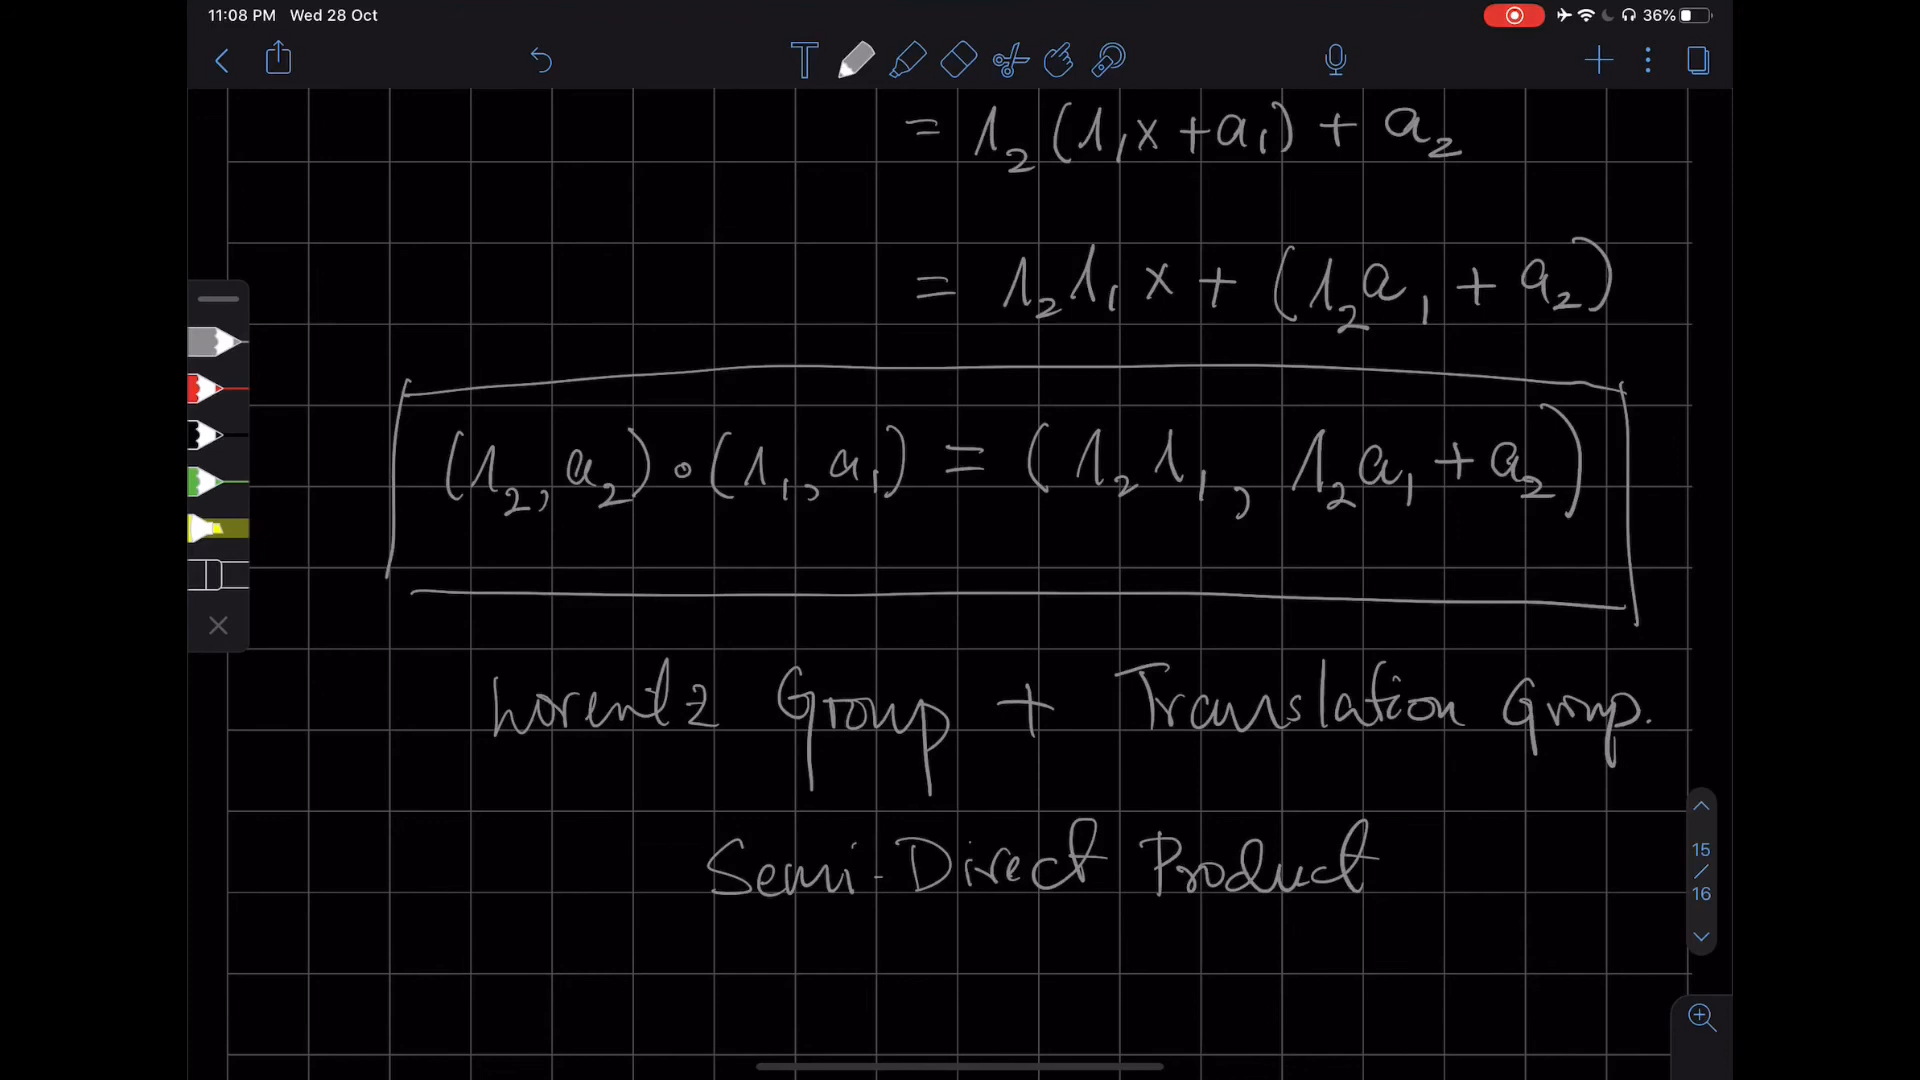 11:08 PM Wed 28 Oct 36%
= Λ₂(Λ₁x + a₁) + a₂
= Λ₂Λ₁x + (Λ₂a₁ + a₂)
(Λ₂, a₂) ∘ (Λ₁, a₁) = (Λ₂Λ₁, Λ₂a₁ + a₂)
Lorentz Group + Translation Group.
Semi-Direct Product
15
/
16